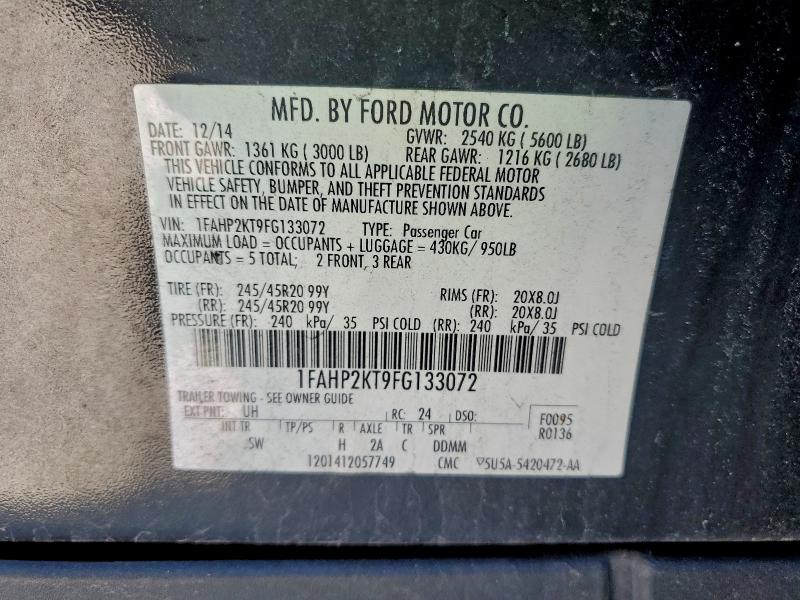 MFD. BY FORD MOTOR CO.
DATE: 12/14 GVWR: 2540 KG ( 5600 LB)
FRONT GAWR: 1361 KG ( 3000 LB) REAR GAWR: 1216 KG ( 2680 LB)
THIS VEHICLE CONFORMS TO ALL APPLICABLE FEDERAL MOTOR
VEHICLE SAFETY, BUMPER, AND THEFT PREVENTION STANDARDS
IN EFFECT ON THE DATE OF MANUFACTURE SHOWN ABOVE.
VIN: 1FAHP2KT9FG133072 TYPE: Passenger Car
MAXIMUM LOAD = OCCUPANTS + LUGGAGE = 430KG/ 950LB
OCCUPANTS = 5 TOTAL; 2 FRONT, 3 REAR
TIRE (FR): 245/45R20 99Y RIMS (FR): 20X8.0J
(RR): 245/45R20 99Y (RR): 20X8.0J
PRESSURE (FR): 240 kPa/ 35 PSI COLD (RR): 240 kPa/ 35 PSI COLD
1FAHP2KT9FG133072
TRAILER TOWING - SEE OWNER GUIDE
EXT PNT: UH RC: 24 DSO: F0095
INT TR TP/PS R AXLE TR SPR R0136
SW H 2A C DDMM
1201412057749 CMC 5U5A-5420472-AA